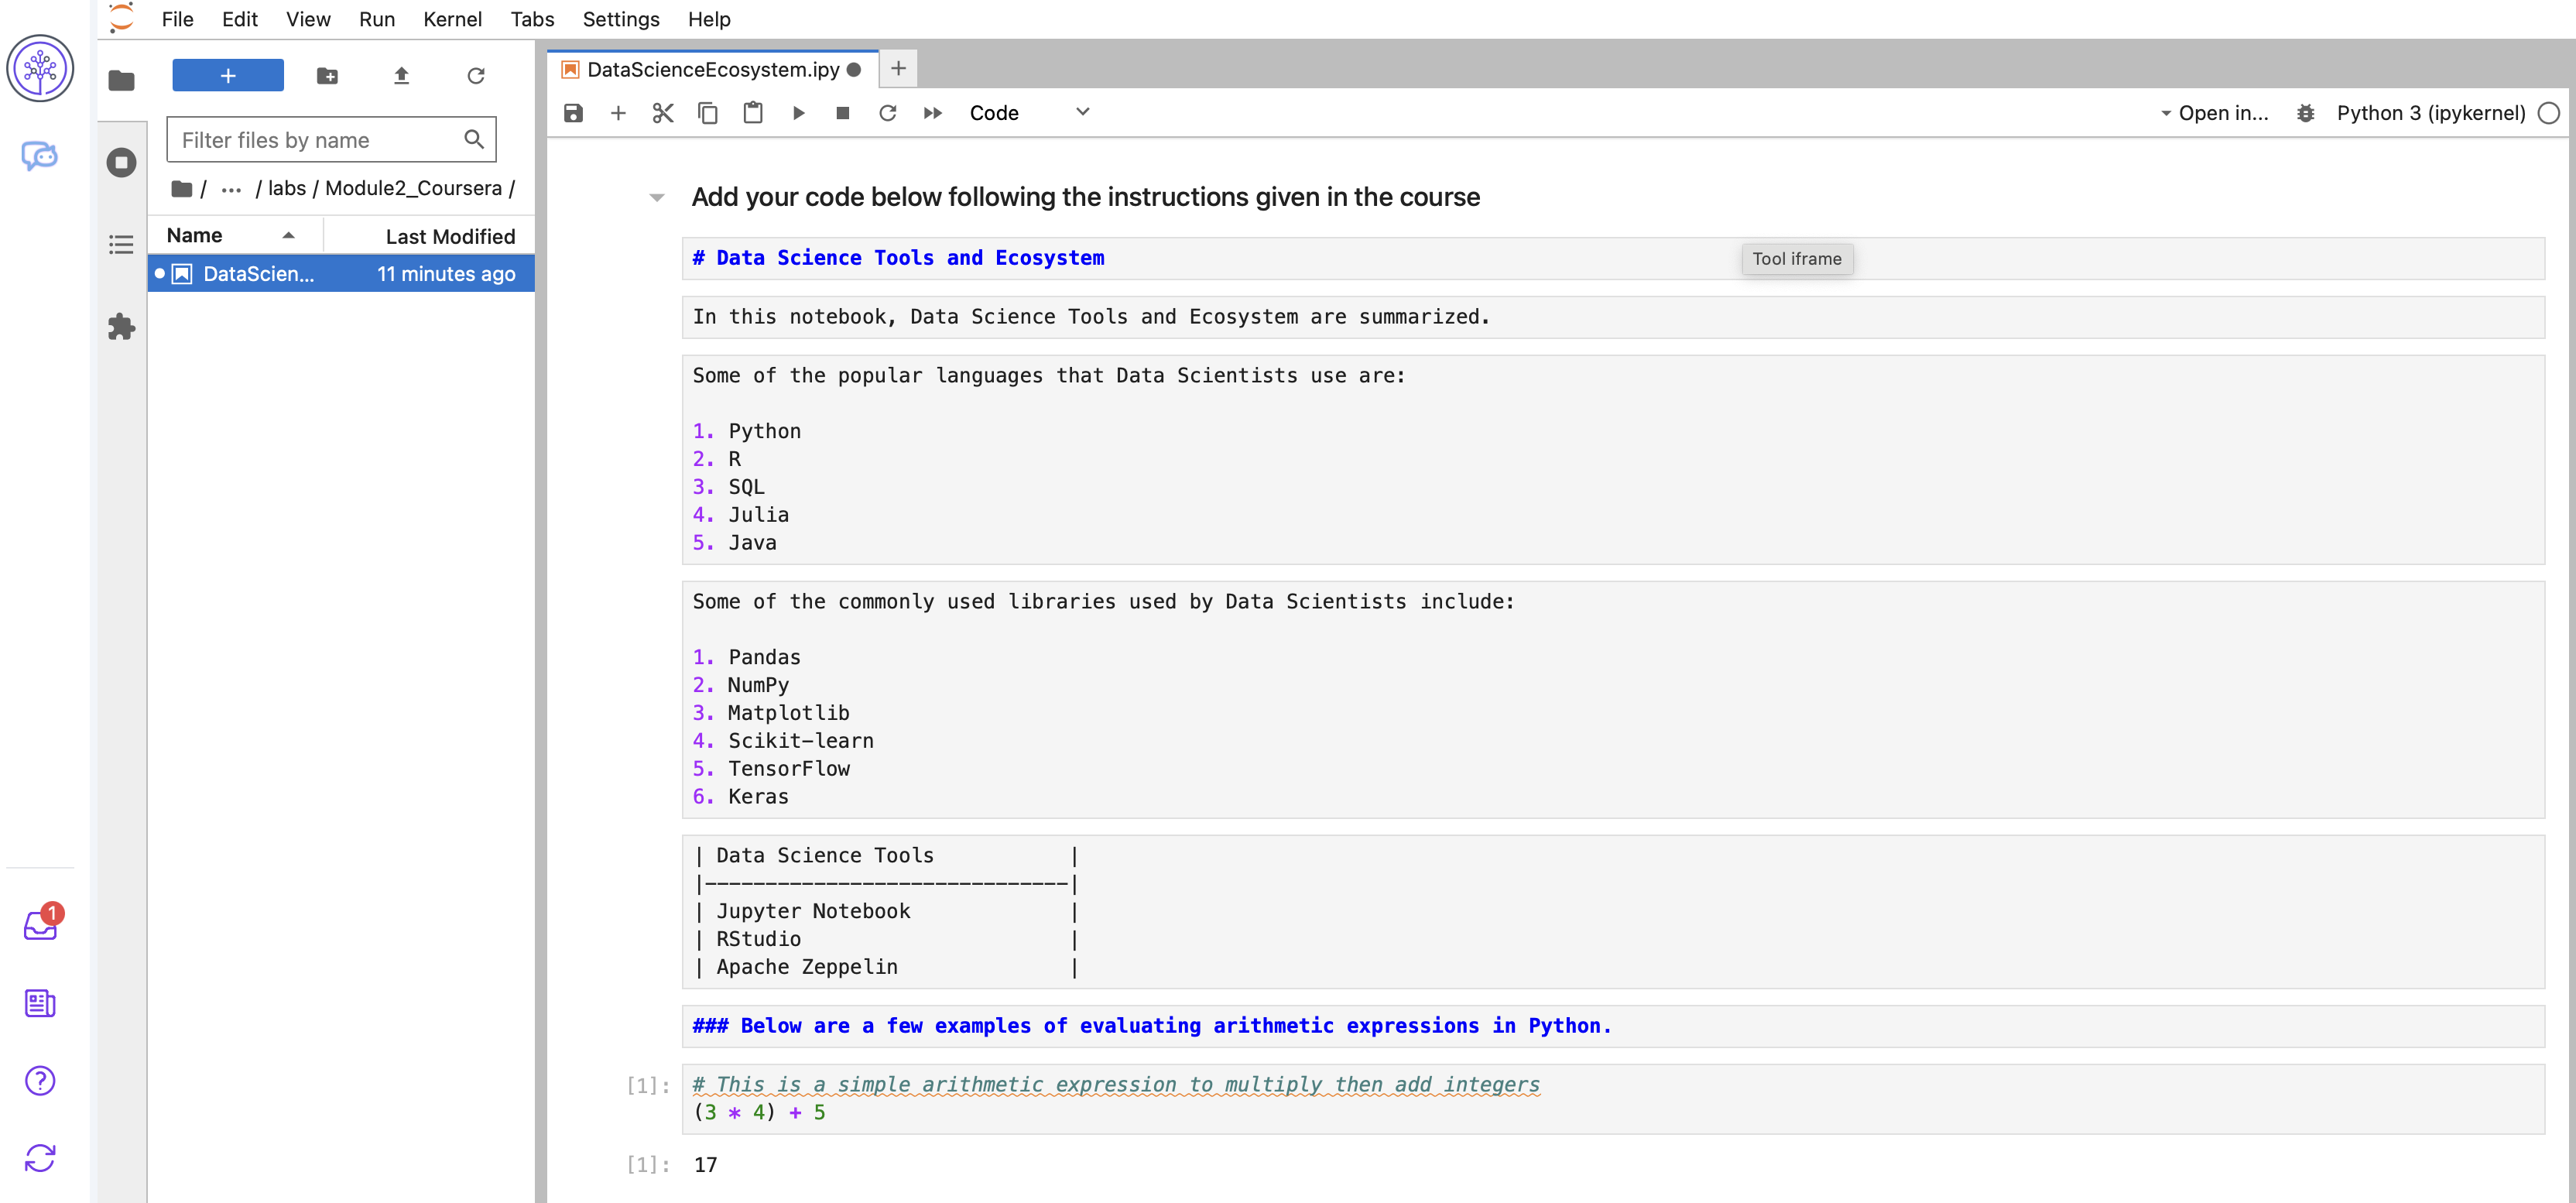 File Edit View Run Kernel Tabs Settings Help
DataScienceEcosystem.ipy
Filter files by name
/ ... / labs / Module2_Coursera /
Name Last Modified
DataScien... 11 minutes ago
Code
Open in... Python 3 (ipykernel)
Add your code below following the instructions given in the course
# Data Science Tools and Ecosystem
Tool iframe
In this notebook, Data Science Tools and Ecosystem are summarized.
Some of the popular languages that Data Scientists use are:
1. Python
2. R
3. SQL
4. Julia
5. Java
Some of the commonly used libraries used by Data Scientists include:
1. Pandas
2. NumPy
3. Matplotlib
4. Scikit-learn
5. TensorFlow
6. Keras
| Data Science Tools |
|------------------------------|
| Jupyter Notebook |
| RStudio |
| Apache Zeppelin |
### Below are a few examples of evaluating arithmetic expressions in Python.
[1]: # This is a simple arithmetic expression to multiply then add integers
(3 * 4) + 5
[1]: 17
1